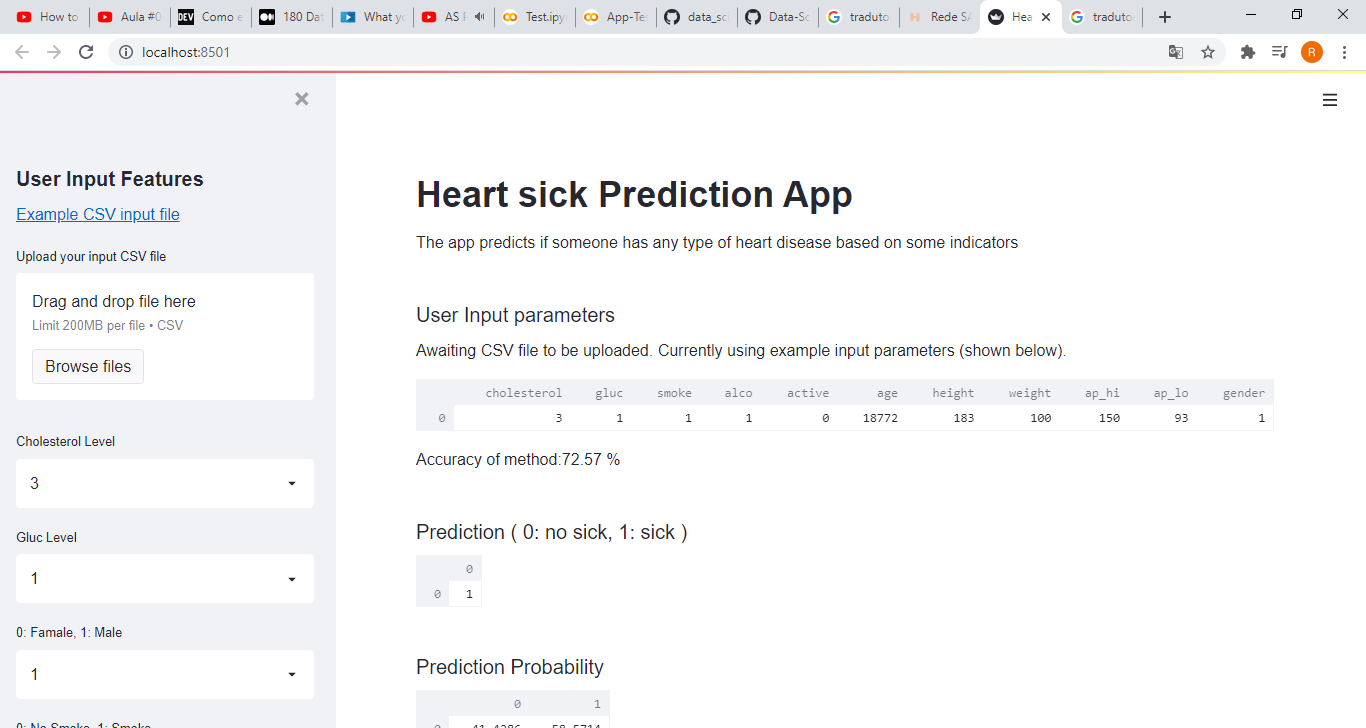 How to
Aula #0
DEV Como e
180 Dat
What yo
AS F
Test.ipy
App-Te
data_sc
Data-Sc
traduto
H Rede SA
Hea
traduto
localhost:8501
R
User Input Features
Example CSV input file
Upload your input CSV file
Drag and drop file here
Limit 200MB per file • CSV
Browse files
Cholesterol Level
3
Gluc Level
1
0: Famale, 1: Male
1
0: No Smoke, 1: Smoke
Heart sick Prediction App
The app predicts if someone has any type of heart disease based on some indicators
User Input parameters
Awaiting CSV file to be uploaded. Currently using example input parameters (shown below).
cholesterol gluc smoke alco active age height weight ap_hi ap_lo gender
0 3 1 1 1 0 18772 183 100 150 93 1
Accuracy of method:72.57 %
Prediction ( 0: no sick, 1: sick )
0
0 1
Prediction Probability
0 1
0 41.4286 58.5714